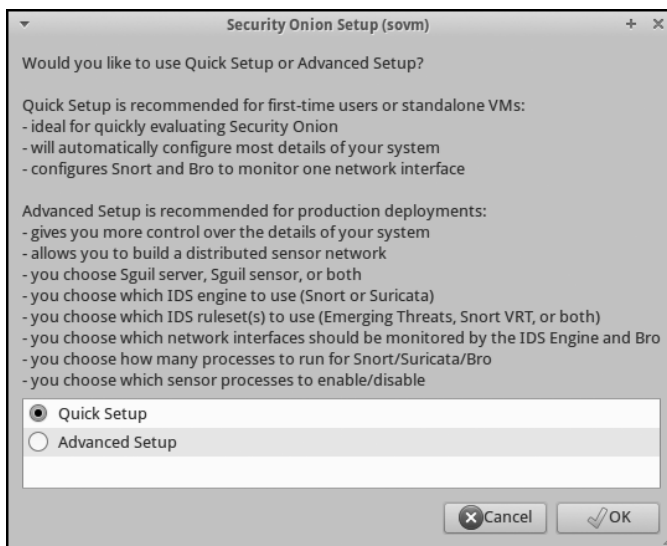 Security Onion Setup (sovm)
Would you like to use Quick Setup or Advanced Setup?
Quick Setup is recommended for first-time users or standalone VMs:
- ideal for quickly evaluating Security Onion
- will automatically configure most details of your system
- configures Snort and Bro to monitor one network interface
Advanced Setup is recommended for production deployments:
- gives you more control over the details of your system
- allows you to build a distributed sensor network
- you choose Sguil server, Sguil sensor, or both
- you choose which IDS engine to use (Snort or Suricata)
- you choose which IDS ruleset(s) to use (Emerging Threats, Snort VRT, or both)
- you choose which network interfaces should be monitored by the IDS Engine and Bro
- you choose how many processes to run for Snort/Suricata/Bro
- you choose which sensor processes to enable/disable
Quick Setup
Advanced Setup
Cancel
OK